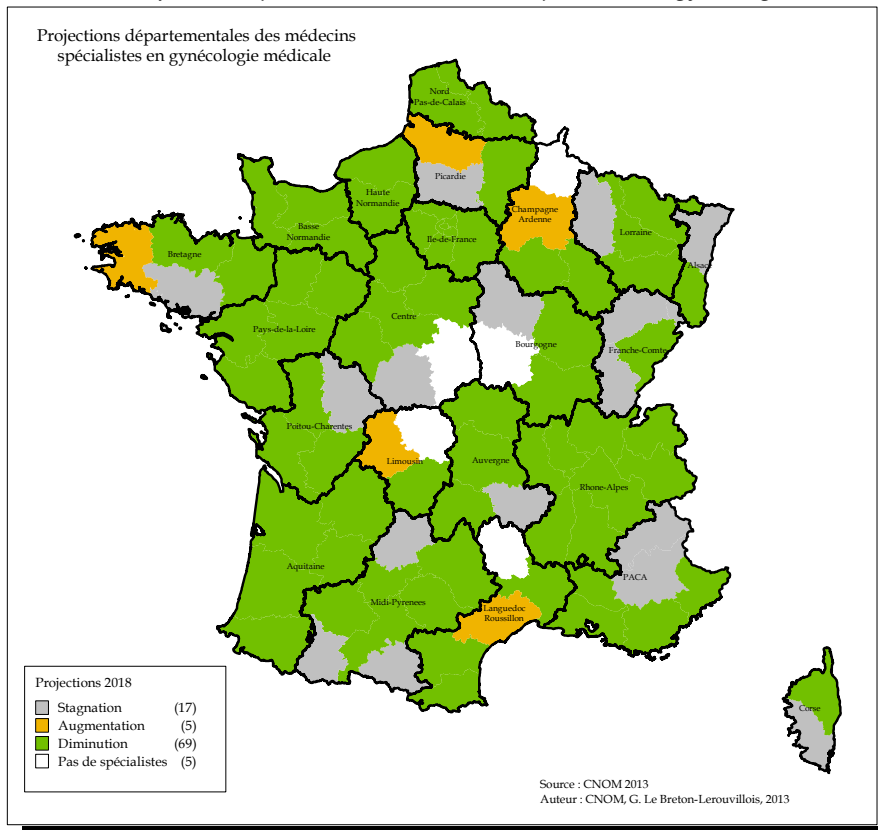 Projections départementales des médecins
spécialistes en gynécologie médicale
Nord
Pas-de-Calais
Picardie
Haute
Normandie
Champagne
Ardenne
Basse
Normandie
Ile-de-France
Lorraine
Alsace
Bretagne
Centre
Pays-de-la-Loire
Bourgogne
Franche-Comte
Poitou-Charentes
Limousin
Auvergne
Rhone-Alpes
Aquitaine
PACA
Midi-Pyrenees
Languedoc
Roussillon
Corse
Projections 2018
Stagnation (17)
Augmentation (5)
Diminution (69)
Pas de spécialistes (5)
Source : CNOM 2013
Auteur : CNOM, G. Le Breton-Lerouvillois, 2013